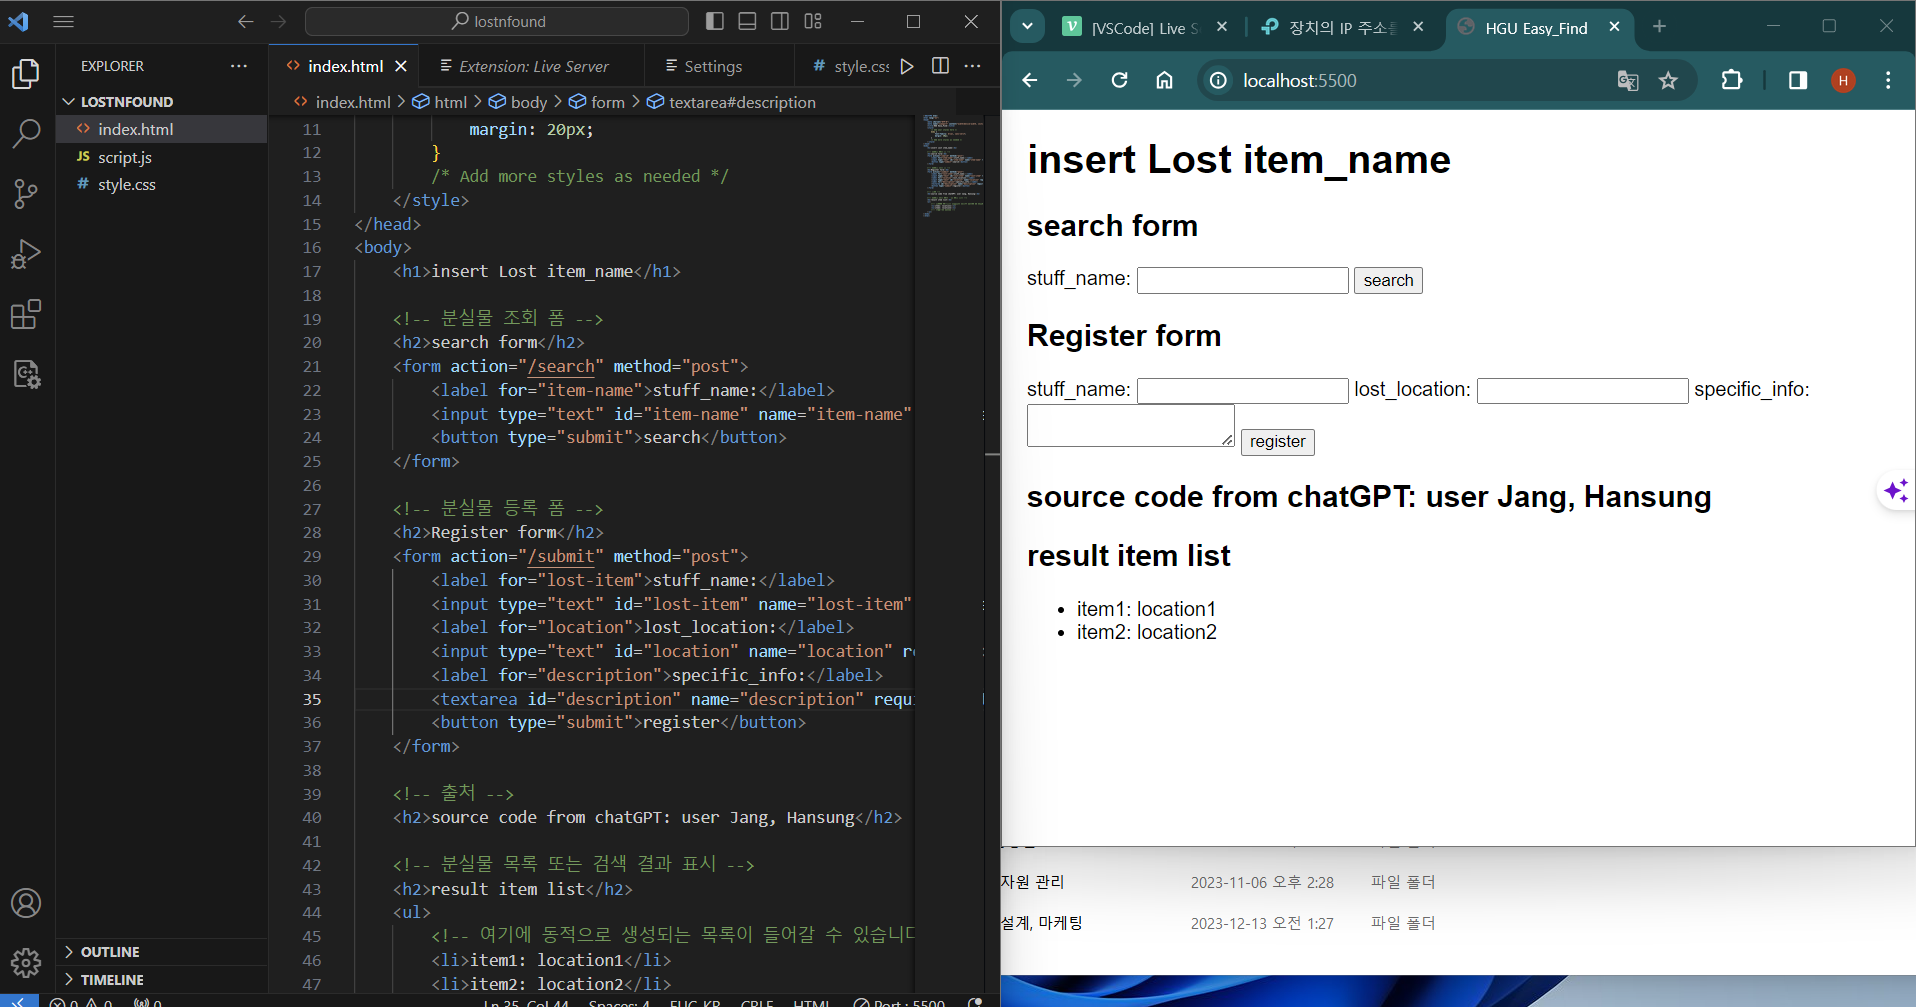 lostnfound
EXPLORER
LOSTNFOUND
index.html
JS script.js
# style.css
OUTLINE
TIMELINE
index.html
Extension: Live Server
Settings
# style.css
index.html > html > body > form > textarea#description
11 margin: 20px;
12 }
13 /* Add more styles as needed */
14 </style>
15 </head>
16 <body>
17 <h1>insert Lost item_name</h1>
18
19 <!-- 분실물 조회 폼 -->
20 <h2>search form</h2>
21 <form action="/search" method="post">
22 <label for="item-name">stuff_name:</label>
23 <input type="text" id="item-name" name="item-name"
24 <button type="submit">search</button>
25 </form>
26
27 <!-- 분실물 등록 폼 -->
28 <h2>Register form</h2>
29 <form action="/submit" method="post">
30 <label for="lost-item">stuff_name:</label>
31 <input type="text" id="lost-item" name="lost-item"
32 <label for="location">lost_location:</label>
33 <input type="text" id="location" name="location" re
34 <label for="description">specific_info:</label>
35 <textarea id="description" name="description" requi
36 <button type="submit">register</button>
37 </form>
38
39 <!-- 출처 -->
40 <h2>source code from chatGPT: user Jang, Hansung</h2>
41
42 <!-- 분실물 목록 또는 검색 결과 표시 -->
43 <h2>result item list</h2>
44 <ul>
45 <!-- 여기에 동적으로 생성되는 목록이 들어갈 수 있습니다
46 <li>item1: location1</li>
47 <li>item2: location2</li>
0 0 0 Ln 35, Col 44 Spaces: 4 EUC-KR CRLF HTML Port : 5500
[VSCode] Live S
장치의 IP 주소를
HGU Easy_Find
localhost:5500
H
insert Lost item_name
search form
stuff_name: search
Register form
stuff_name: lost_location: specific_info:
register
source code from chatGPT: user Jang, Hansung
result item list
• item1: location1
• item2: location2
자원 관리 2023-11-06 오후 2:28 파일 폴더
설계, 마케팅 2023-12-13 오전 1:27 파일 폴더